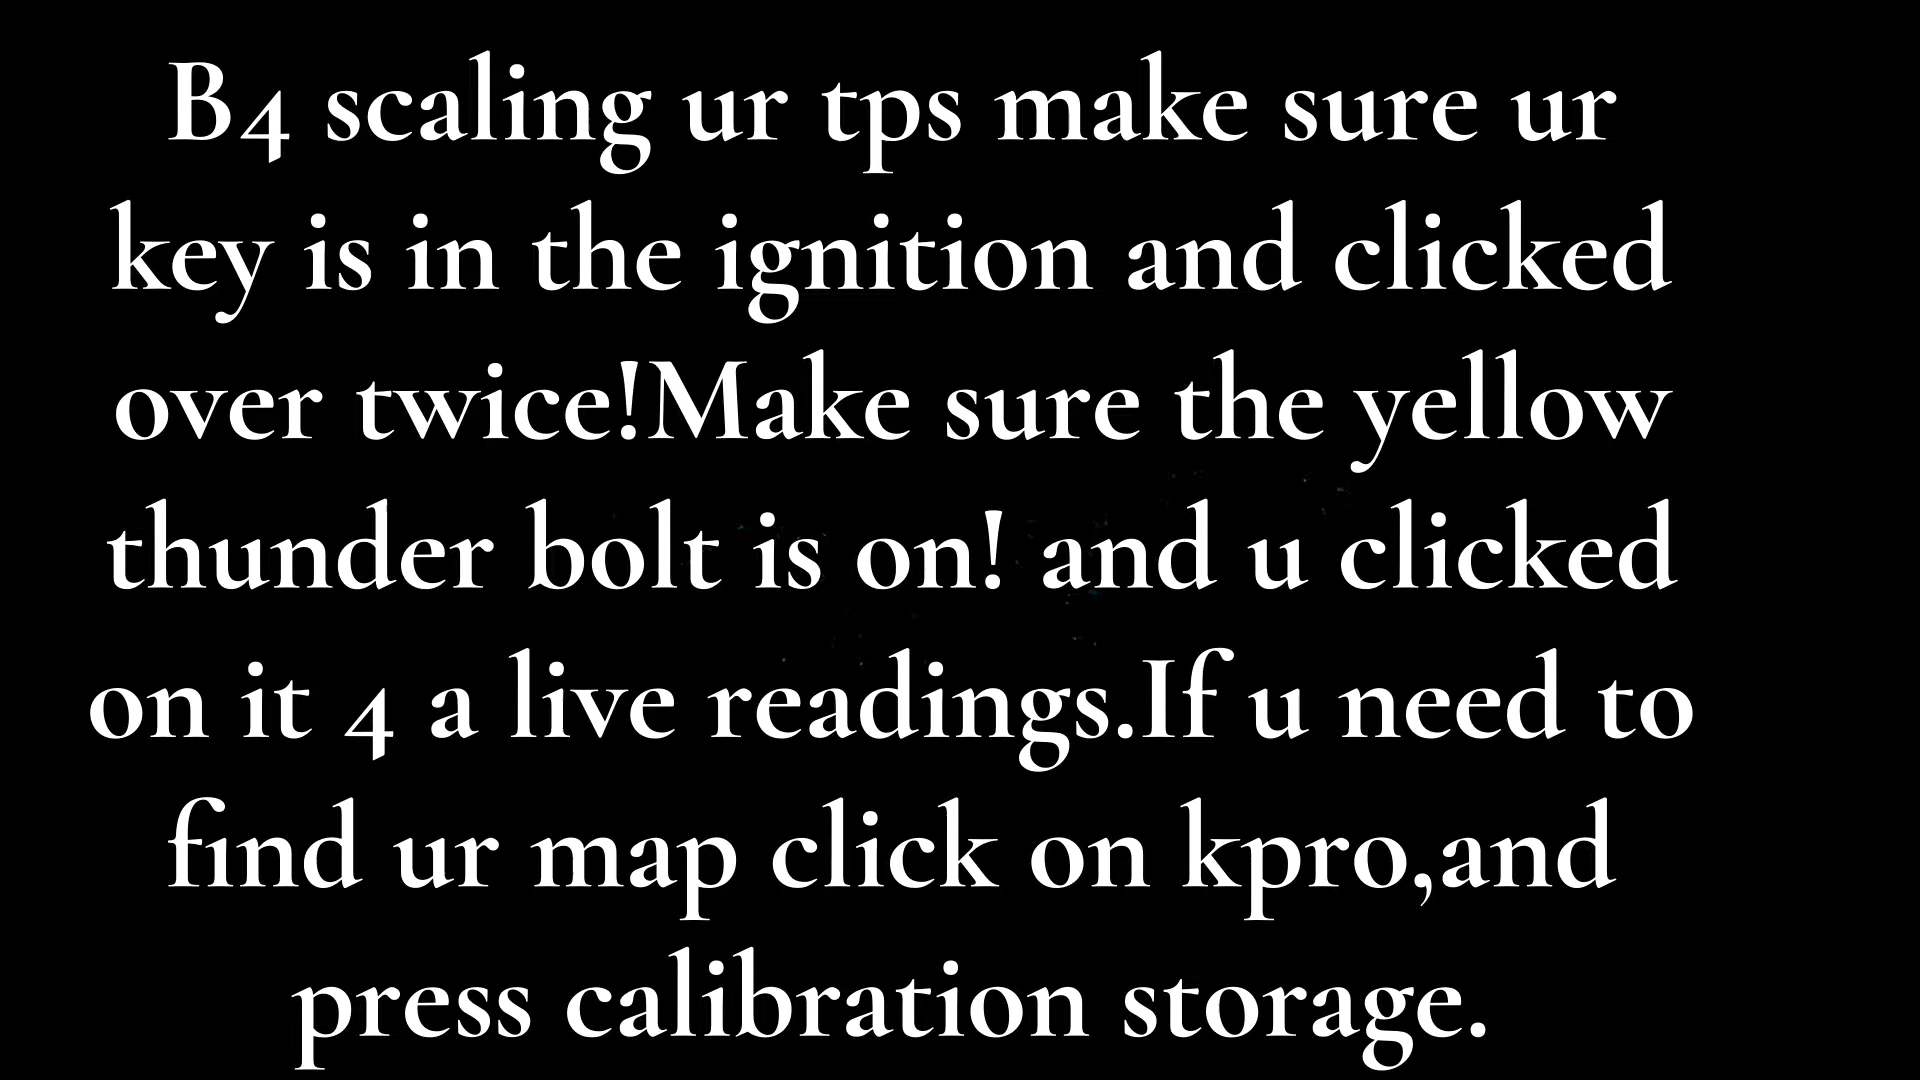 B4 scaling ur tps make sure ur
key is in the ignition and clicked
over twice!Make sure the yellow
thunder bolt is on! and u clicked
on it 4 a live readings.If u need to
find ur map click on kpro,and
press calibration storage.